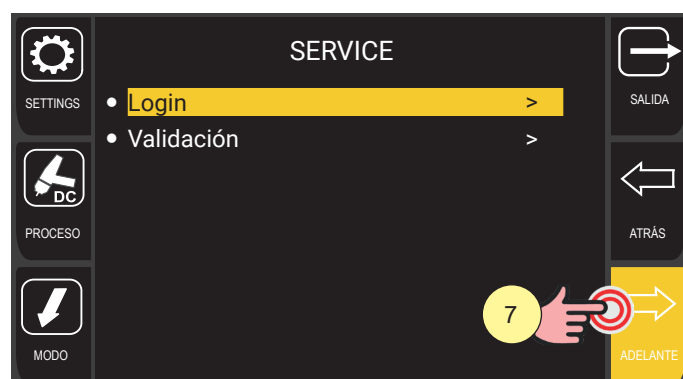 SERVICE
SETTINGS
• Login >
SALIDA
• Validación >
DC
PROCESO
ATRÁS
7
MODO
ADELANTE